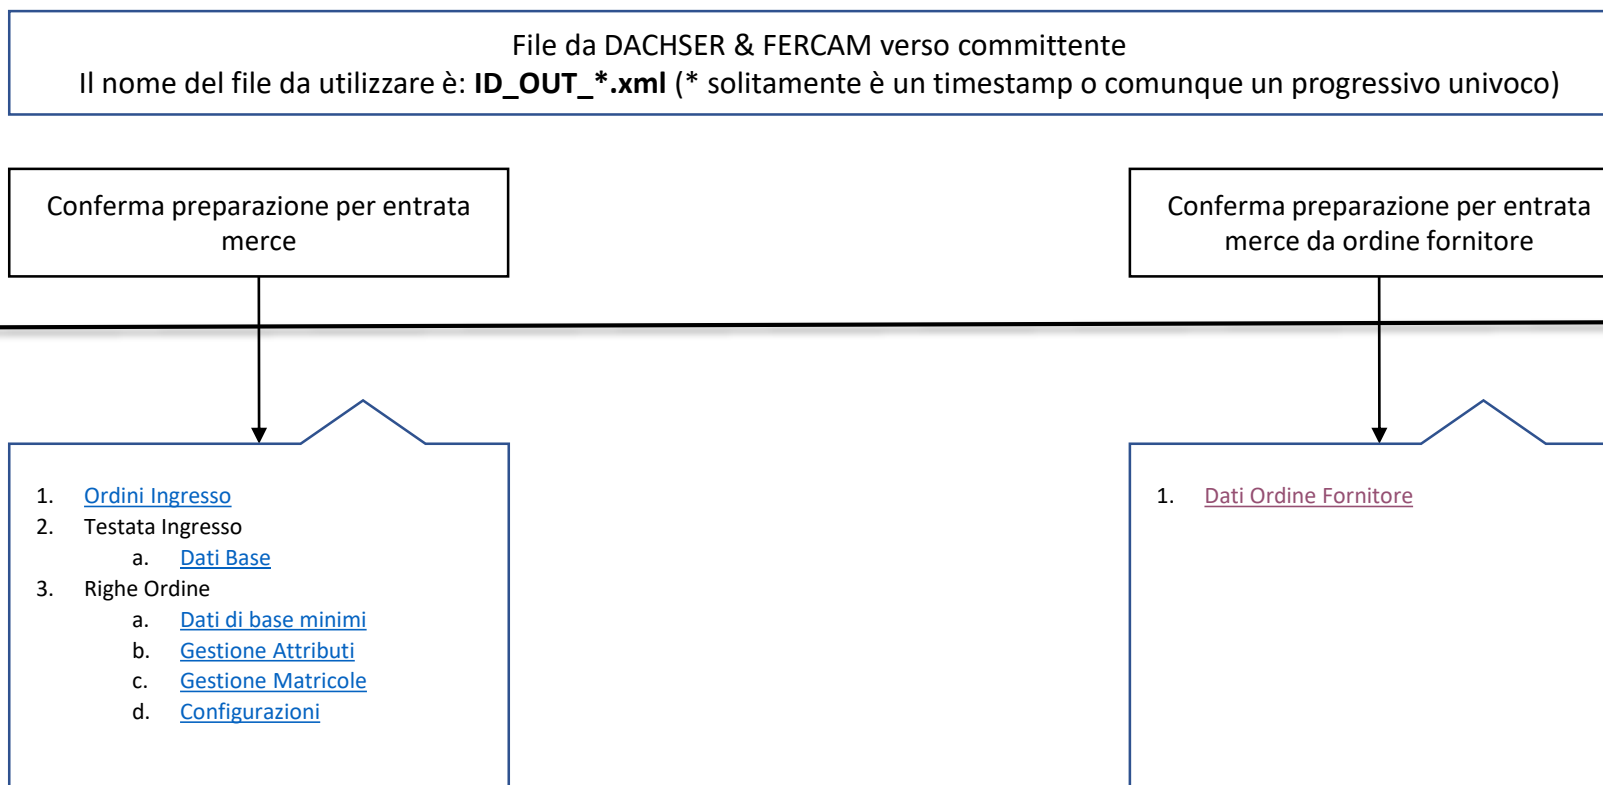 File da DACHSER & FERCAM verso committente
Il nome del file da utilizzare è: ID_OUT_*.xml (* solitamente è un timestamp o comunque un progressivo univoco)
Conferma preparazione per entrata
merce
Conferma preparazione per entrata
merce da ordine fornitore
1. Ordini Ingresso
2. Testata Ingresso
a. Dati Base
3. Righe Ordine
a. Dati di base minimi
b. Gestione Attributi
c. Gestione Matricole
d. Configurazioni
1. Dati Ordine Fornitore